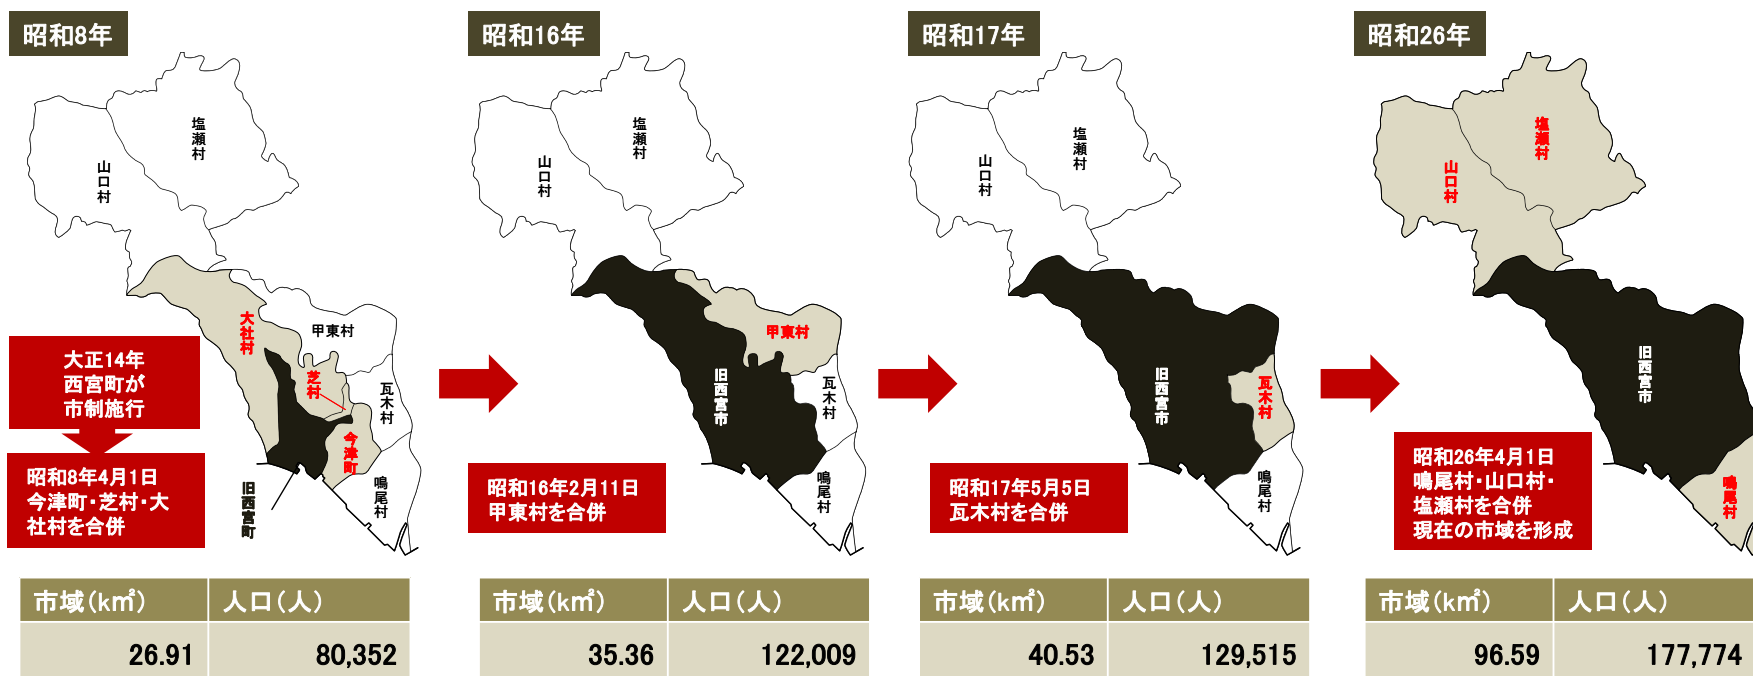 昭和8年
塩瀬村
山口村
大社村
甲東村
芝村
瓦木村
今津町
鳴尾村
旧西宮町
大正14年
西宮町が
市制施行
昭和8年4月1日
今津町・芝村・大
社村を合併
市域(k㎡) 人口(人)
26.91 80,352
昭和16年
塩瀬村
山口村
甲東村
旧西宮市
瓦木村
鳴尾村
昭和16年2月11日
甲東村を合併
市域(k㎡) 人口(人)
35.36 122,009
昭和17年
塩瀬村
山口村
旧西宮市
瓦木村
鳴尾村
昭和17年5月5日
瓦木村を合併
市域(k㎡) 人口(人)
40.53 129,515
昭和26年
塩瀬村
山口村
旧西宮市
鳴尾村
昭和26年4月1日
鳴尾村・山口村・
塩瀬村を合併
現在の市域を形成
市域(k㎡) 人口(人)
96.59 177,774